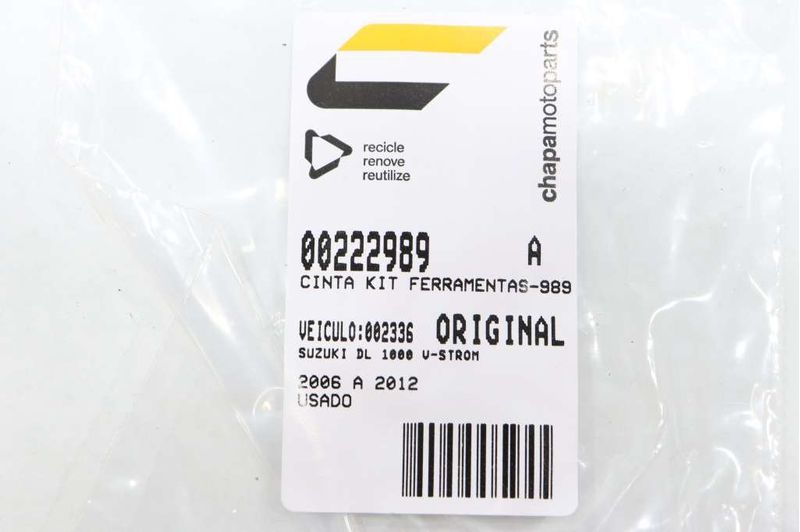 chapamotoparts
recicle
renove
reutilize
00222989 A
CINTA KIT FERRAMENTAS-989
VEICULO:002336 ORIGINAL
SUZUKI DL 1000 V-STROM
2006 A 2012
USADO